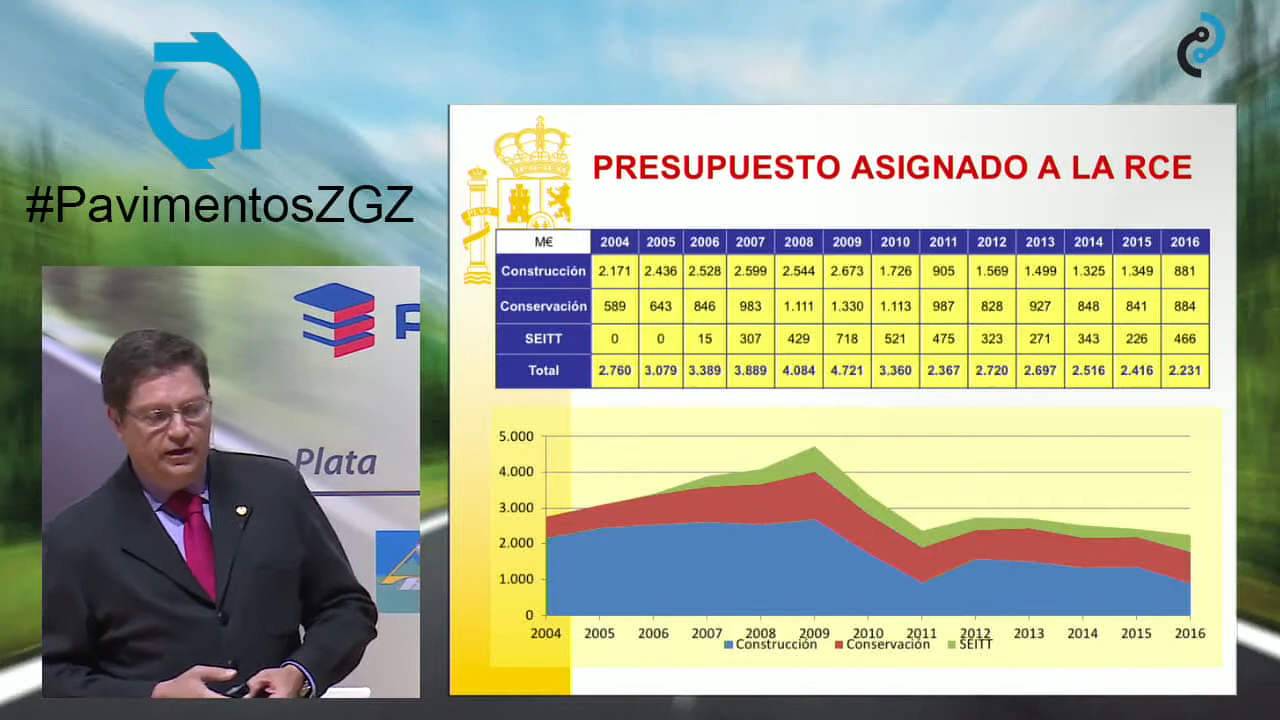 #PavimentosZGZ
Plata
PRESUPUESTO ASIGNADO A LA RCE
M€ 2004 2005 2006 2007 2008 2009 2010 2011 2012 2013 2014 2015 2016
Construcción 2.171 2.436 2.528 2.599 2.544 2.673 1.726 905 1.569 1.499 1.325 1.349 881
Conservación 589 643 846 983 1.111 1.330 1.113 987 828 927 848 841 884
SEITT 0 0 15 307 429 718 521 475 323 271 343 226 466
Total 2.760 3.079 3.389 3.889 4.084 4.721 3.360 2.367 2.720 2.697 2.516 2.416 2.231
5.000
4.000
3.000
2.000
1.000
0
2004 2005 2006 2007 2008 2009 2010 2011 2012 2013 2014 2015 2016
Construcción Conservación SEITT